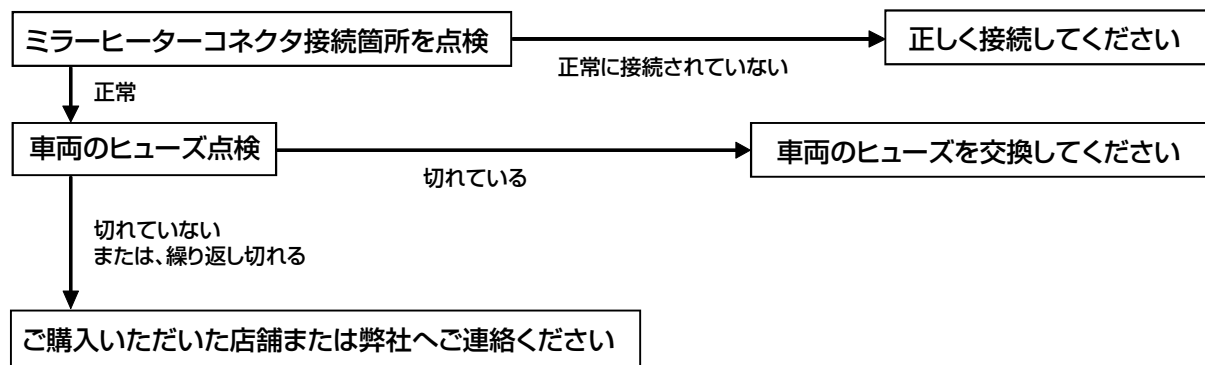 ミラーヒーターコネクタ接続箇所を点検
正しく接続してください
正常に接続されていない
正常
車両のヒューズ点検
車両のヒューズを交換してください
切れている
切れていない
または、繰り返し切れる
ご購入いただいた店舗または弊社へご連絡ください